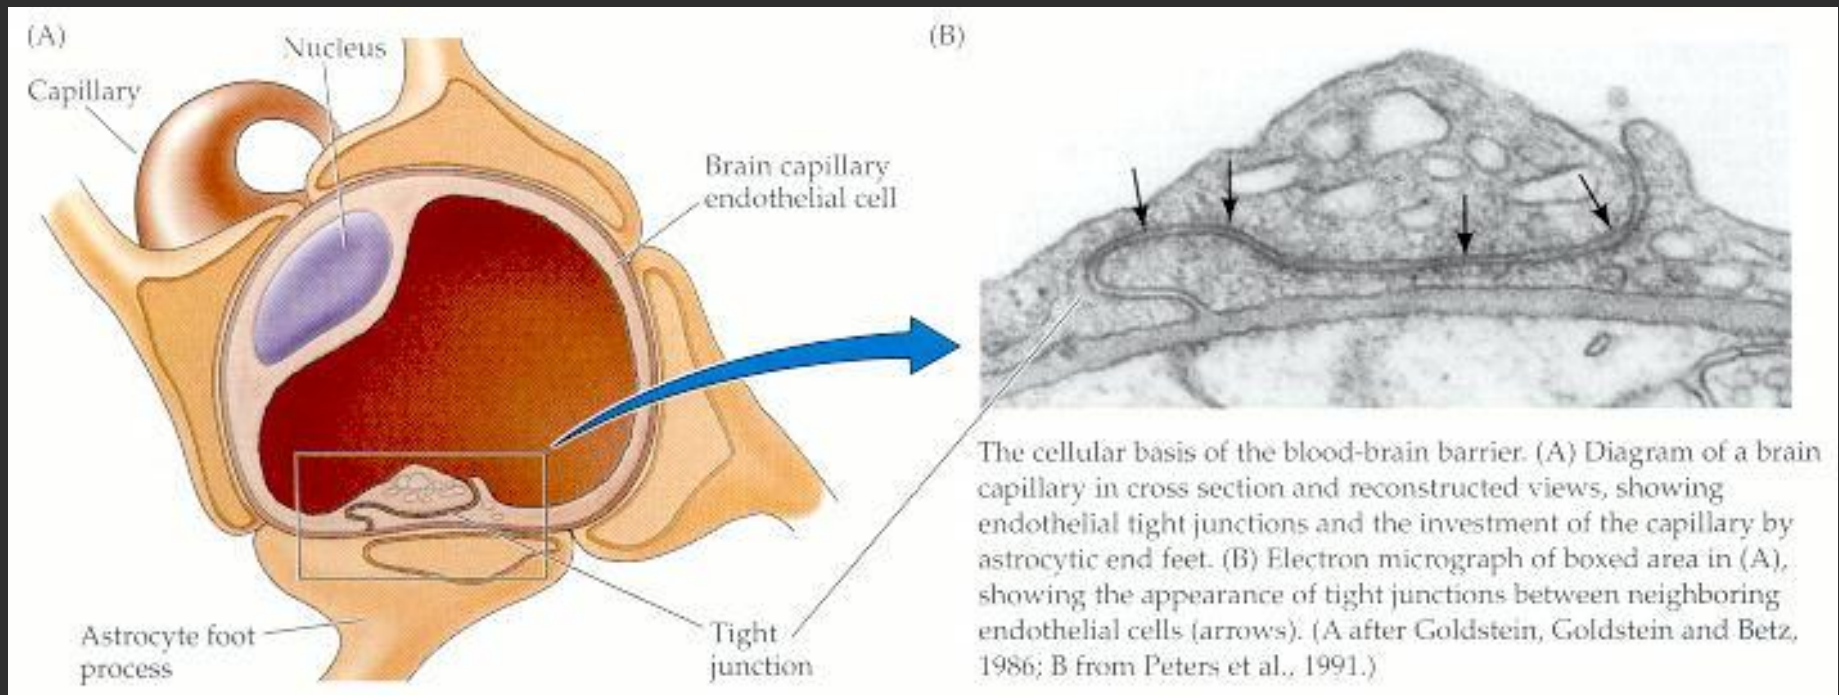 (A)
Nucleus
Capillary
Brain capillary
endothelial cell
Astrocyte foot
process
Tight
junction
(B)
The cellular basis of the blood-brain barrier. (A) Diagram of a brain
capillary in cross section and reconstructed views, showing
endothelial tight junctions and the investment of the capillary by
astrocytic end feet. (B) Electron micrograph of boxed area in (A),
showing the appearance of tight junctions between neighboring
endothelial cells (arrows). (A after Goldstein, Goldstein and Betz,
1986; B from Peters et al., 1991.)